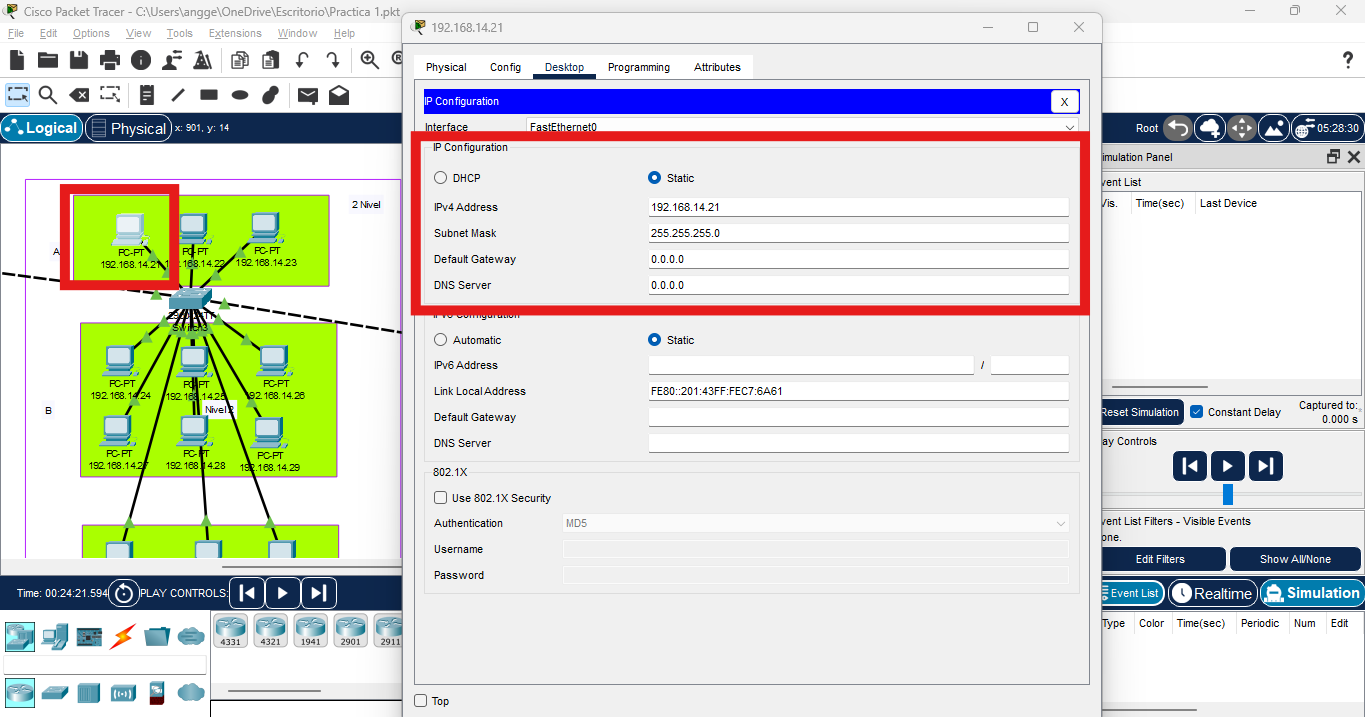 Cisco Packet Tracer - C:\Users\angge\OneDrive\Escritorio\Practica 1.pkt
File Edit Options View Tools Extensions Window Help
Logical Physical x: 901, y: 14
Root 05:28:30
2 Nivel
A
PC-PT
192.168.14.21
PC-PT
192.168.14.22
PC-PT
192.168.14.23
Switch3
PC-PT
192.168.14.24
PC-PT
192.168.14.25
PC-PT
192.168.14.26
Nivel 2
B
PC-PT
192.168.14.27
PC-PT
192.168.14.28
PC-PT
192.168.14.29
Time: 00:24:21.594 PLAY CONTROLS:
4331 4321 1941 2901 2911
192.168.14.21
Physical Config Desktop Programming Attributes
IP Configuration
X
Interface FastEthernet0
IP Configuration
DHCP Static
IPv4 Address 192.168.14.21
Subnet Mask 255.255.255.0
Default Gateway 0.0.0.0
DNS Server 0.0.0.0
Automatic Static
IPv6 Address /
Link Local Address FE80::201:43FF:FEC7:6A61
Default Gateway
DNS Server
802.1X
Use 802.1X Security
Authentication MD5
Username
Password
Top
imulation Panel
vent List
Vis. Time(sec) Last Device
Reset Simulation Constant Delay Captured to:
0.000 s
ay Controls
vent List Filters - Visible Events
one.
Edit Filters Show All/None
Event List Realtime Simulation
Type Color Time(sec) Periodic Num Edit